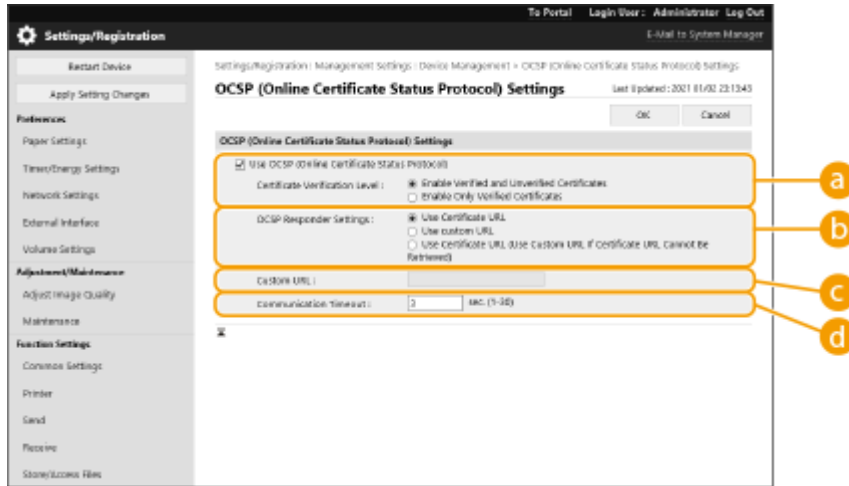 To Portal Login User : Administrator Log Out
Settings/Registration
E-Mail to System Manager
Restart Device
Apply Setting Changes
Preferences
Paper Settings
Timer/Energy Settings
Network Settings
External Interface
Volume Settings
Adjustment/Maintenance
Adjust Image Quality
Maintenance
Function Settings
Common Settings
Printer
Send
Receive
Store/Access Files
Settings/Registration : Management Settings : Device Management > OCSP (Online Certificate Status Protocol) Settings
OCSP (Online Certificate Status Protocol) Settings
Last Updated : 2021 01/02 23:13:43
OK Cancel
OCSP (Online Certificate Status Protocol) Settings
Use OCSP (Online Certificate Status Protocol)
Certificate Verification Level : Enable Verified and Unverified Certificates
Enable Only Verified Certificates
OCSP Responder Settings : Use Certificate URL
Use custom URL
Use Certificate URL (Use Custom URL if Certificate URL Cannot Be
Retrieved)
Custom URL :
Communication Timeout : 3 sec. (1-30)
a
b
c
d